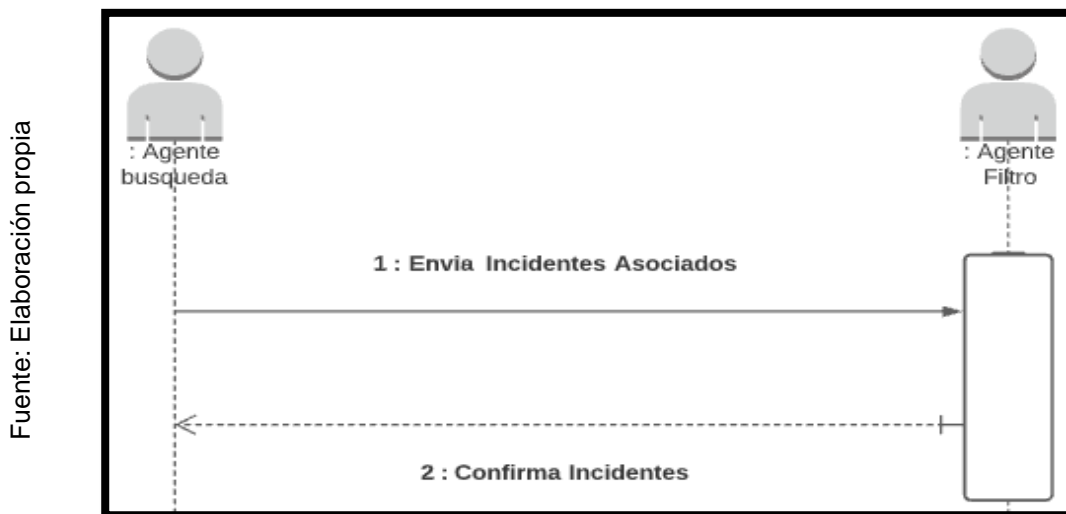 Fuente: Elaboración propia
: Agente
busqueda
: Agente
Filtro
1 : Envia Incidentes Asociados
2 : Confirma Incidentes